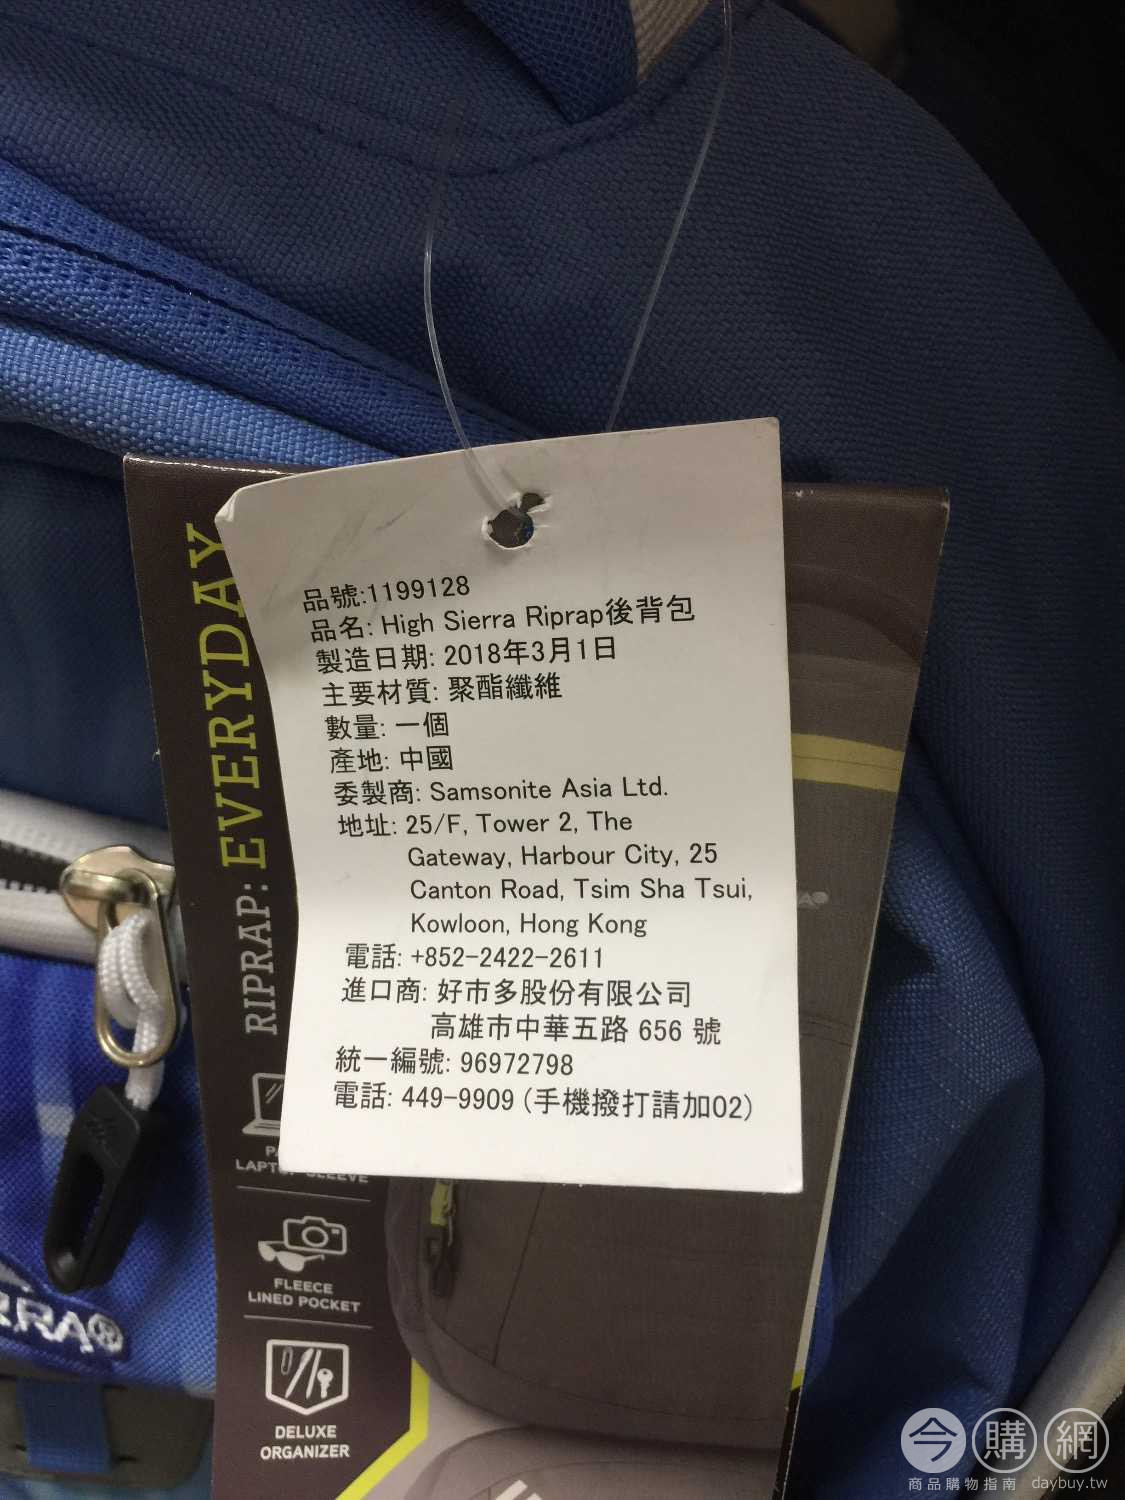 品號:1199128
品名: High Sierra Riprap後背包
製造日期: 2018年3月1日
主要材質: 聚酯纖維
數量: 一個
產地: 中國
委製商: Samsonite Asia Ltd.
地址: 25/F, Tower 2, The
Gateway, Harbour City, 25
Canton Road, Tsim Sha Tsui,
Kowloon, Hong Kong
電話: +852-2422-2611
進口商: 好市多股份有限公司
高雄市中華五路 656 號
統一編號: 96972798
電話: 449-9909 (手機撥打請加02)
RIPRAP: EVERYDAY
FLEECE
LINED POCKET
DELUXE
ORGANIZER
今購網
商品購物指南 daybuy.tw